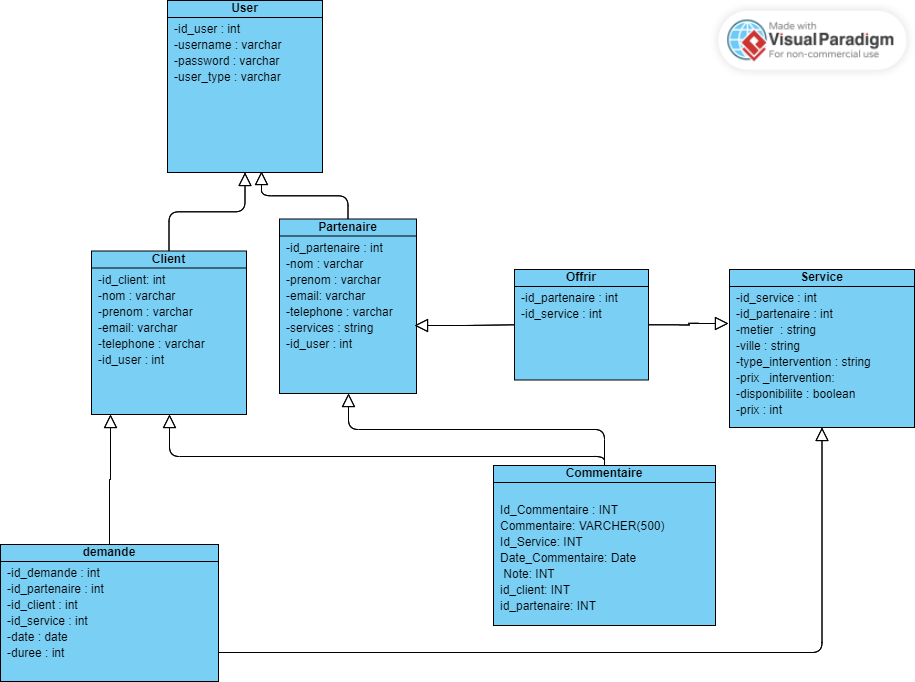 User
-id_user : int
-username : varchar
-password : varchar
-user_type : varchar
Made with
VisualParadigm
For non-commercial use
Client
-id_client: int
-nom : varchar
-prenom : varchar
-email: varchar
-telephone : varchar
-id_user : int
Partenaire
-id_partenaire : int
-nom : varchar
-prenom : varchar
-email: varchar
-telephone : varchar
-services : string
-id_user : int
Offrir
-id_partenaire : int
-id_service : int
Service
-id_service : int
-id_partenaire : int
-metier : string
-ville : string
-type_intervention : string
-prix _intervention:
-disponibilite : boolean
-prix : int
Commentaire
Id_Commentaire : INT
Commentaire: VARCHER(500)
Id_Service: INT
Date_Commentaire: Date
Note: INT
id_client: INT
id_partenaire: INT
demande
-id_demande : int
-id_partenaire : int
-id_client : int
-id_service : int
-date : date
-duree : int